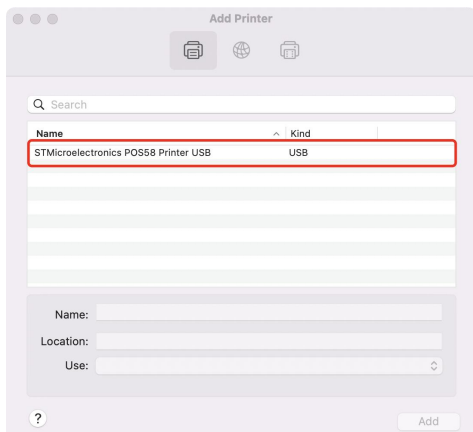 Add Printer
Search
Name Kind
STMicroelectronics POS58 Printer USB USB
Name:
Location:
Use:
?
Add